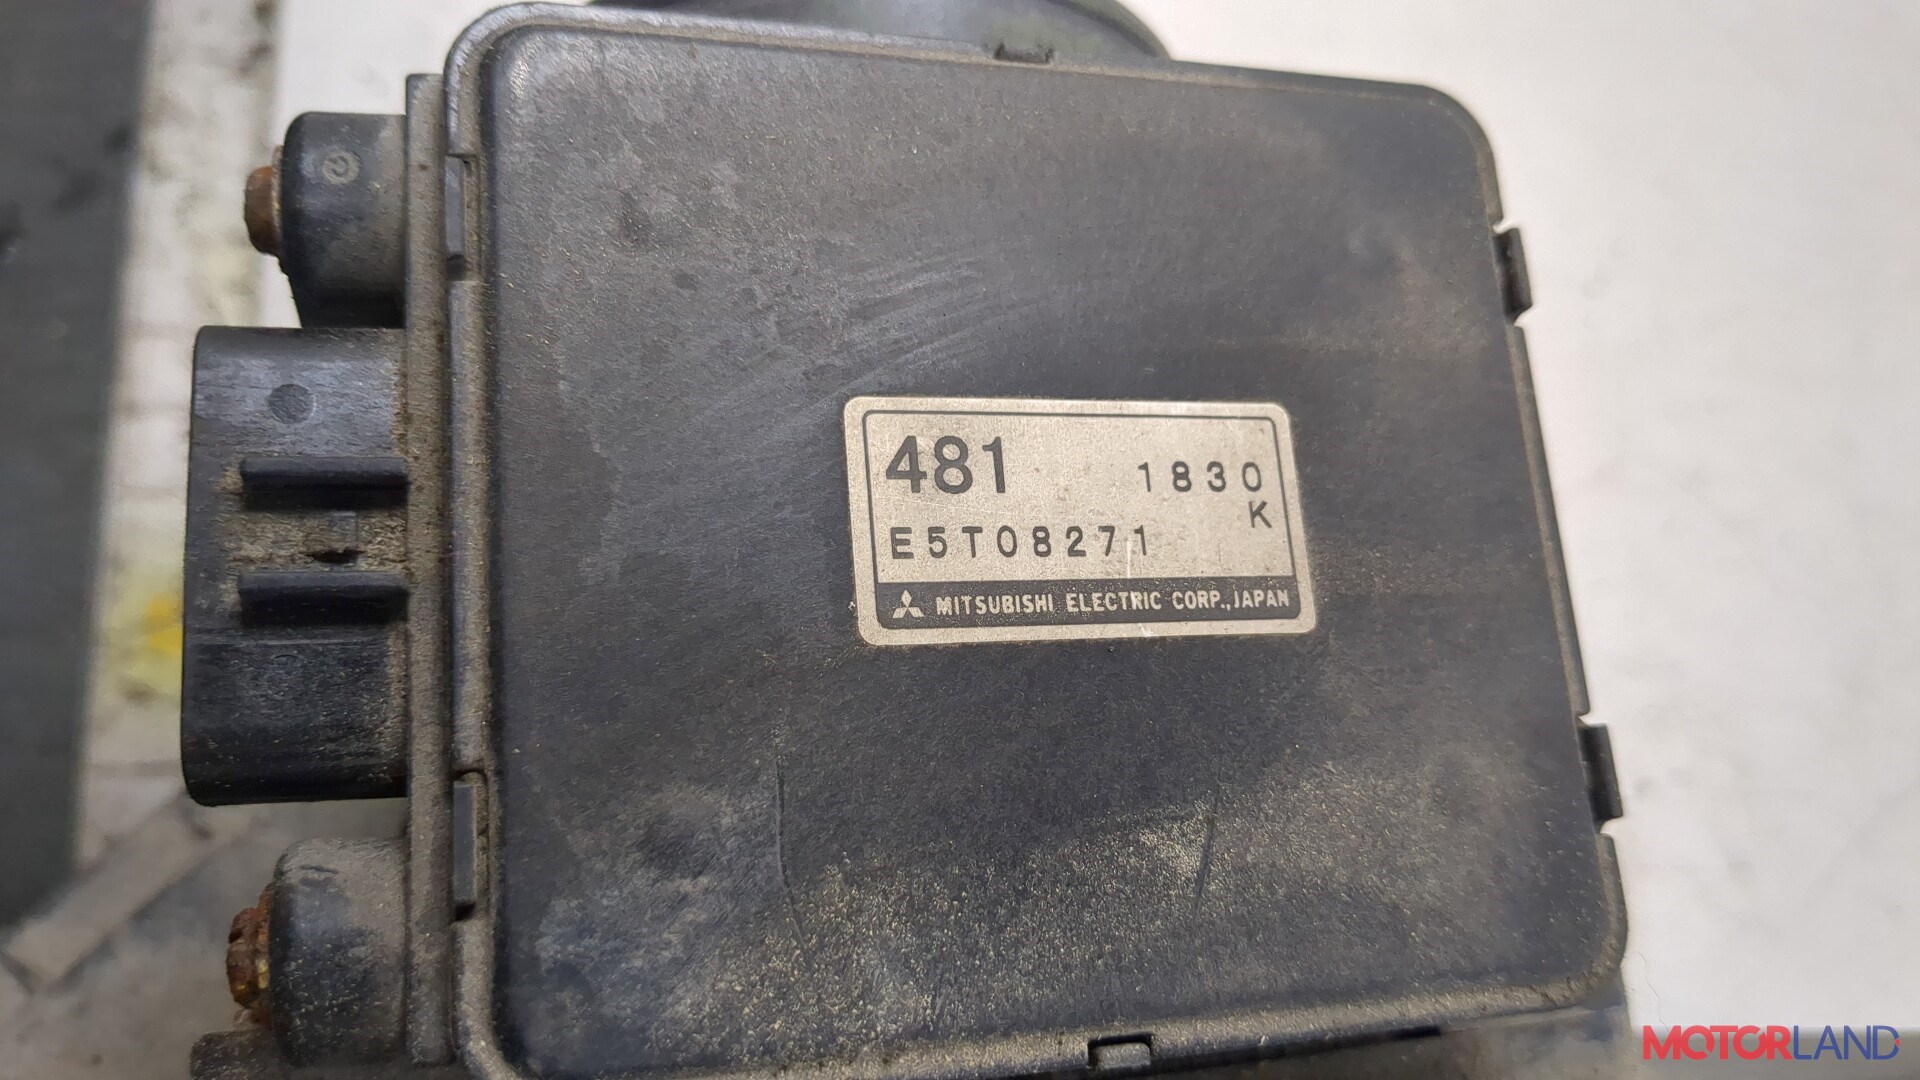 481 1830
K
E5T08271
MITSUBISHI ELECTRIC CORP.,JAPAN
MOTORLAND